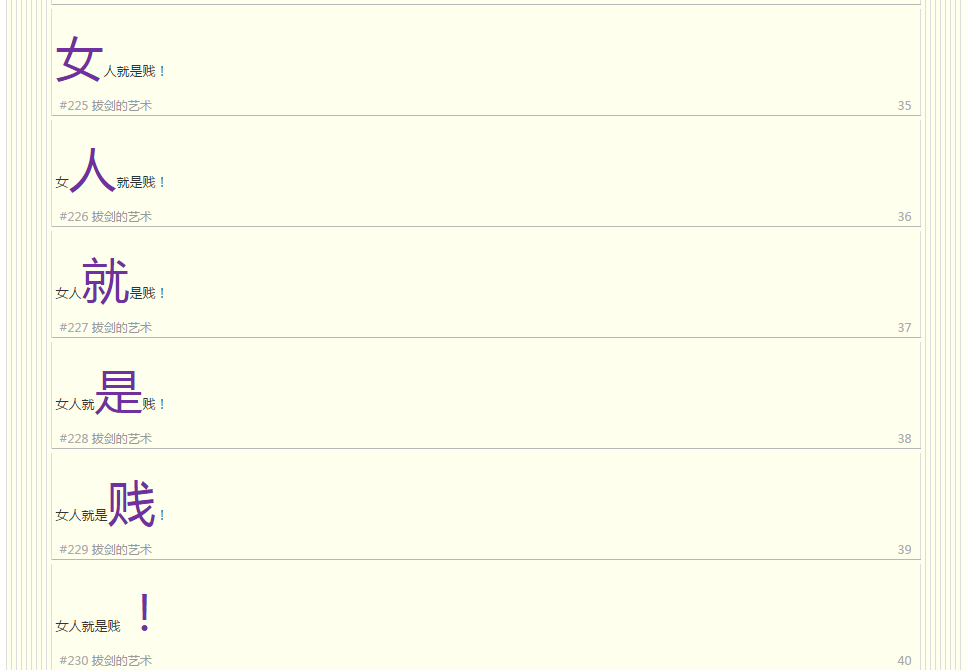 女人就是贱！
#225 拔剑的艺术 35
女人就是贱！
#226 拔剑的艺术 36
女人就是贱！
#227 拔剑的艺术 37
女人就是贱！
#228 拔剑的艺术 38
女人就是贱！
#229 拔剑的艺术 39
女人就是贱！
#230 拔剑的艺术 40